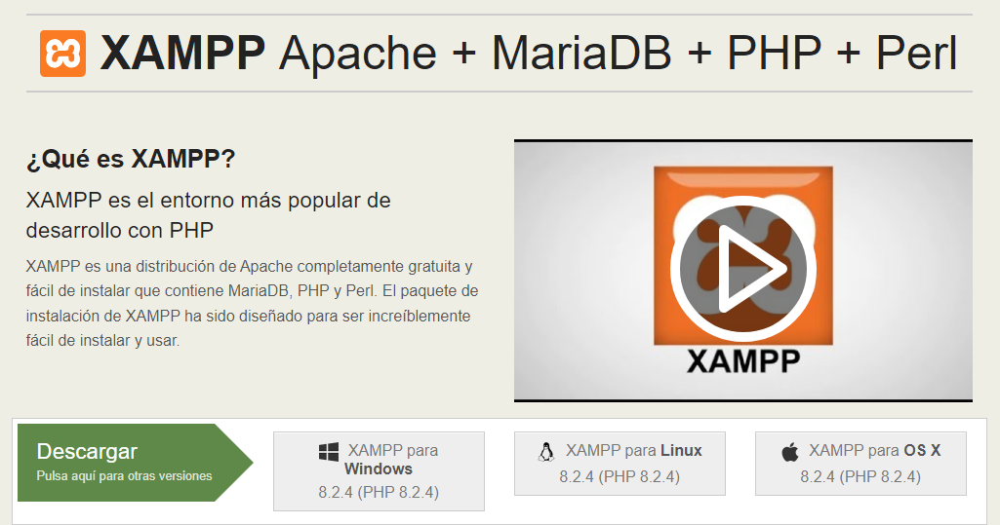 XAMPP Apache + MariaDB + PHP + Perl
¿Qué es XAMPP?
XAMPP es el entorno más popular de
desarrollo con PHP
XAMPP es una distribución de Apache completamente gratuita y
fácil de instalar que contiene MariaDB, PHP y Perl. El paquete de
instalación de XAMPP ha sido diseñado para ser increíblemente
fácil de instalar y usar.
XAMPP
Descargar
Pulsa aquí para otras versiones
XAMPP para
Windows
8.2.4 (PHP 8.2.4)
XAMPP para Linux
8.2.4 (PHP 8.2.4)
XAMPP para OS X
8.2.4 (PHP 8.2.4)